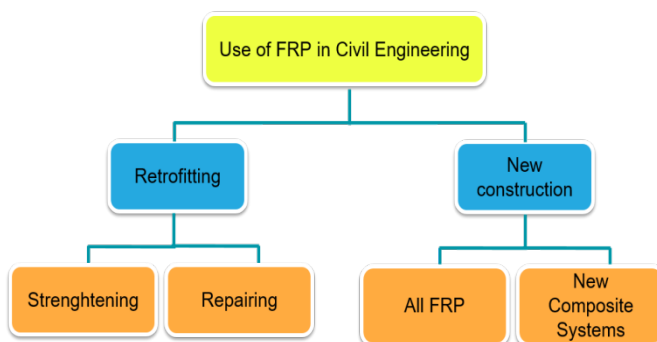 Use of FRP in Civil Engineering
Retrofitting
New
construction
Strenghtening
Repairing
All FRP
New
Composite
Systems